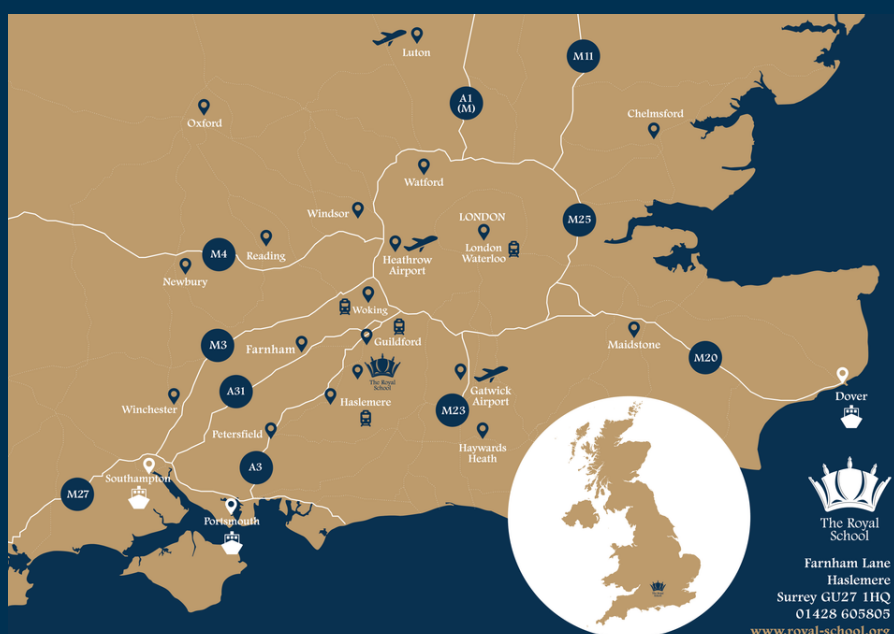 Luton
M11
A1
(M)
Oxford
Chelmsford
Watford
Windsor
LONDON
M25
London
Waterloo
Reading
M4
Heathrow
Airport
Newbury
Woking
M3
Farnham
Guildford
Maidstone
M20
The Royal
School
A31
Winchester
Haslemere
Gatwick
Airport
M23
Dover
Petersfield
Haywards
Heath
A3
Southampton
M27
Portsmouth
The Royal
School
Farnham Lane
Haslemere
Surrey GU27 1HQ
01428 605805
www.royal-school.org